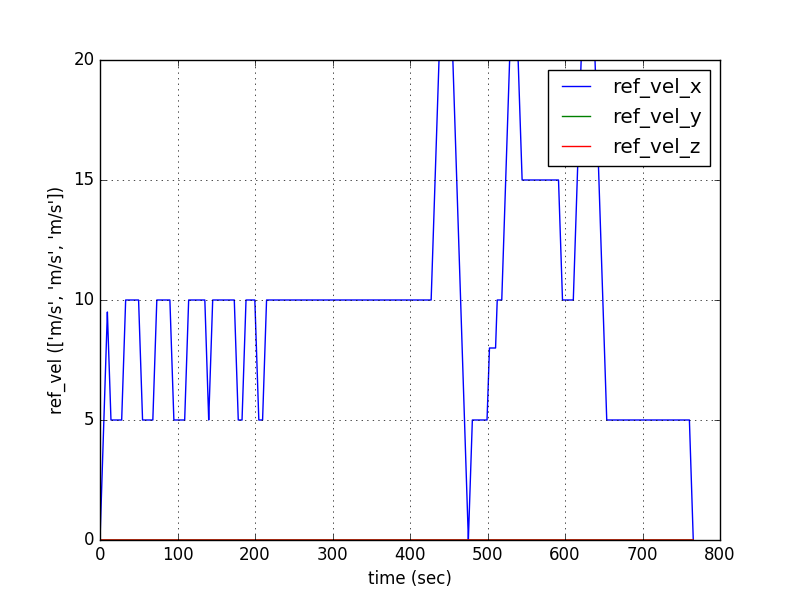 20
15
10
5
0
ref_vel (['m/s', 'm/s', 'm/s'])
ref_vel_x
ref_vel_y
ref_vel_z
0 100 200 300 400 500 600 700 800
time (sec)